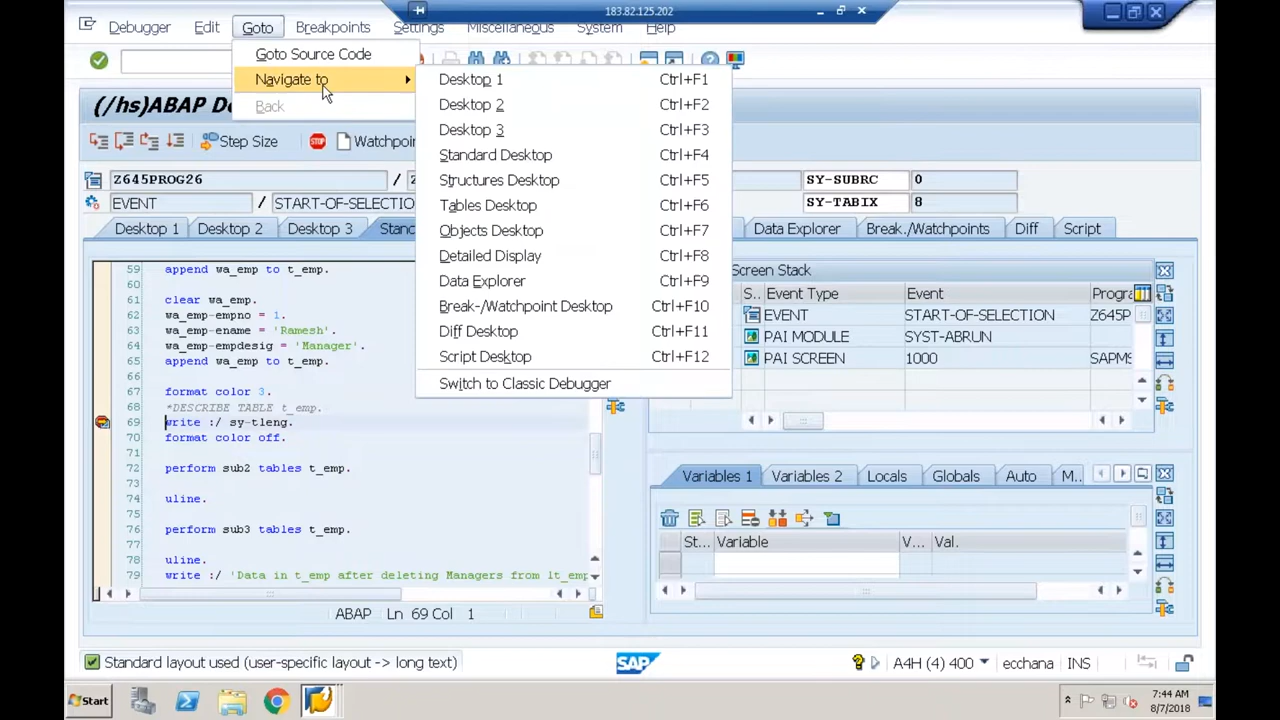 183.82.125.202
Debugger Edit Goto Breakpoints Settings Miscellaneous System Help
Goto Source Code
Navigate to
Back
Desktop 1 Ctrl+F1
Desktop 2 Ctrl+F2
Desktop 3 Ctrl+F3
Standard Desktop Ctrl+F4
Structures Desktop Ctrl+F5
Tables Desktop Ctrl+F6
Objects Desktop Ctrl+F7
Detailed Display Ctrl+F8
Data Explorer Ctrl+F9
Break-/Watchpoint Desktop Ctrl+F10
Diff Desktop Ctrl+F11
Script Desktop Ctrl+F12
Switch to Classic Debugger
(/hs)ABAP De
Step Size STOP Watchpoin
Z645PROG26 / Z SY-SUBRC 0
EVENT / START-OF-SELECTION SY-TABIX 8
Desktop 1 Desktop 2 Desktop 3 Stan Data Explorer Break./Watchpoints Diff Script
59 append wa_emp to t_emp.
60
61 clear wa_emp.
62 wa_emp-empno = 1.
63 wa_emp-ename = 'Ramesh'.
64 wa_emp-empdesig = 'Manager'.
65 append wa_emp to t_emp.
66
67 format color 3.
68 *DESCRIBE TABLE t_emp.
69 write :/ sy-tleng.
70 format color off.
71
72 perform sub2 tables t_emp.
73
74 uline.
75
76 perform sub3 tables t_emp.
77
78 uline.
79 write :/ 'Data in t_emp after deleting Managers from lt_emp
ABAP Ln 69 Col 1
Screen Stack
S.. Event Type Event Progra
EVENT START-OF-SELECTION Z645P
PAI MODULE SYST-ABRUN
PAI SCREEN 1000 SAPMS
Variables 1 Variables 2 Locals Globals Auto M..
St... Variable V... Val.
Standard layout used (user-specific layout -> long text) SAP A4H (4) 400 ecchana INS
Start 7:44 AM
8/7/2018